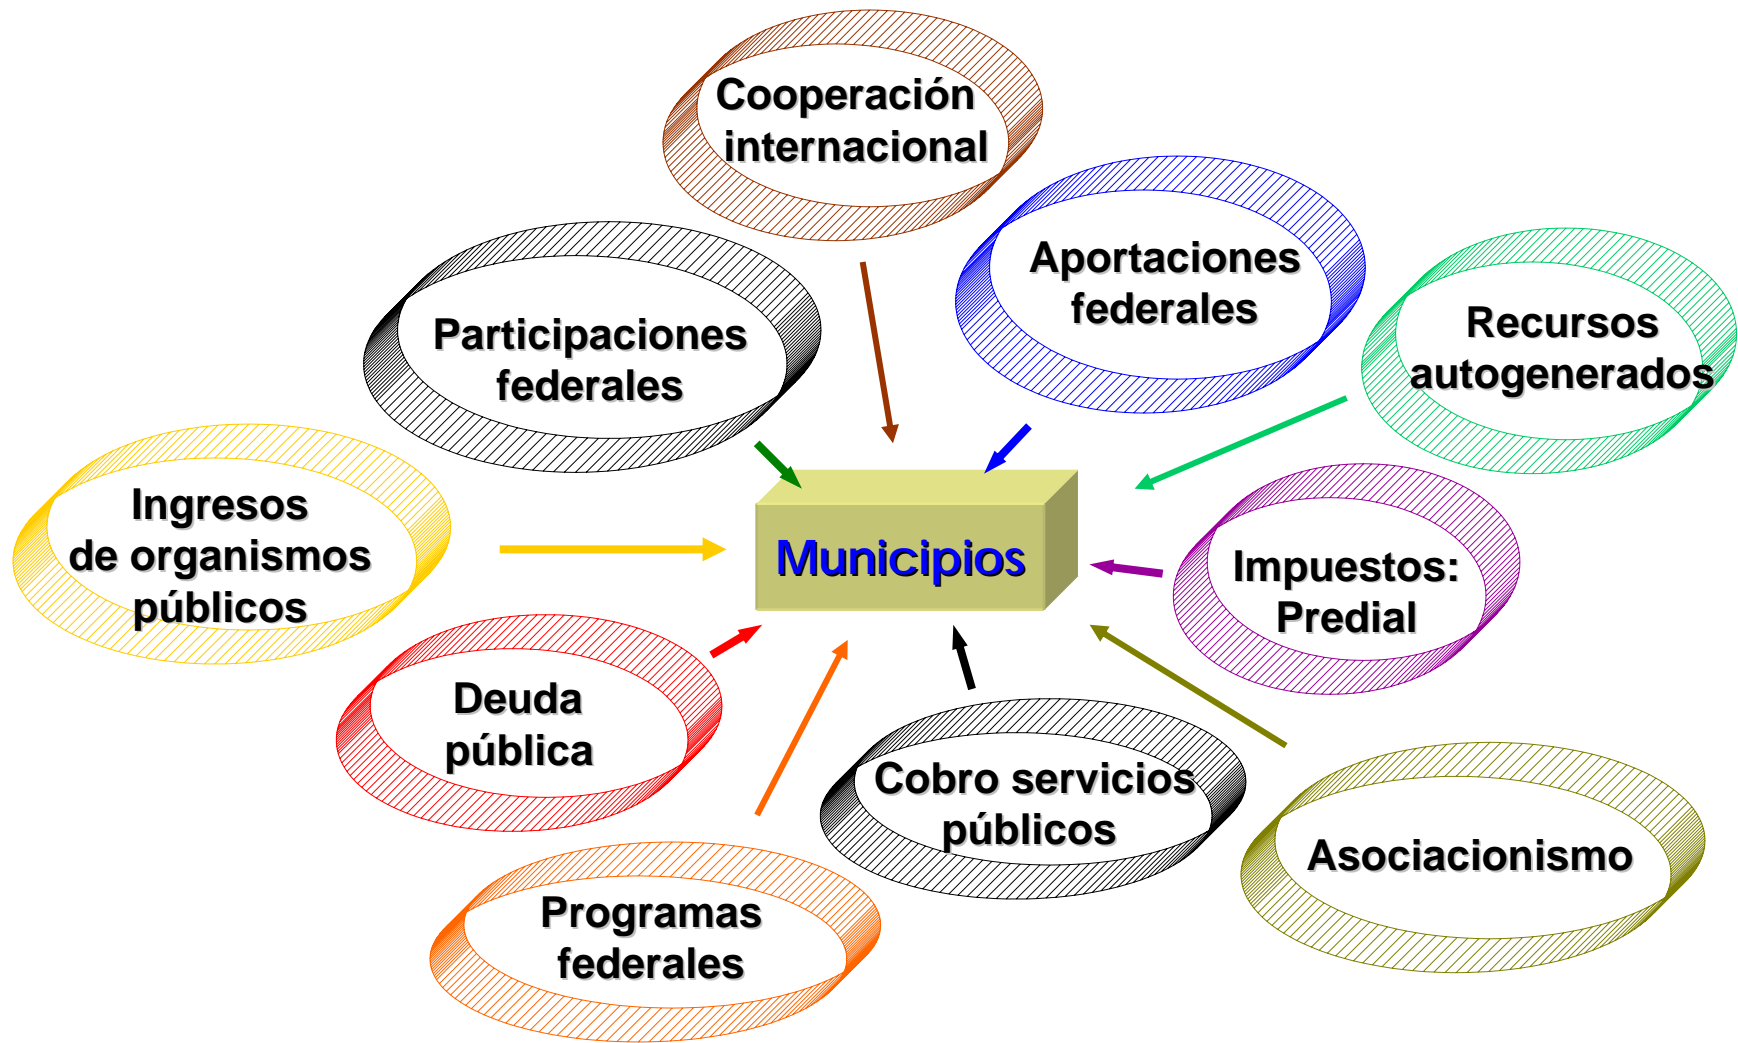 Cooperación
internacional
Aportaciones
federales
Participaciones
federales
Recursos
autogenerados
Ingresos
de organismos
públicos
Municipios
Impuestos:
Predial
Deuda
pública
Cobro servicios
públicos
Asociacionismo
Programas
federales